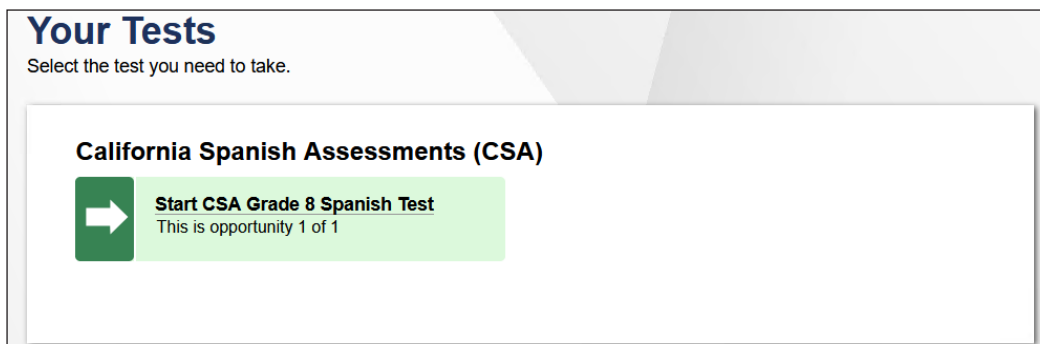 Your Tests
Select the test you need to take.
California Spanish Assessments (CSA)
Start CSA Grade 8 Spanish Test
This is opportunity 1 of 1